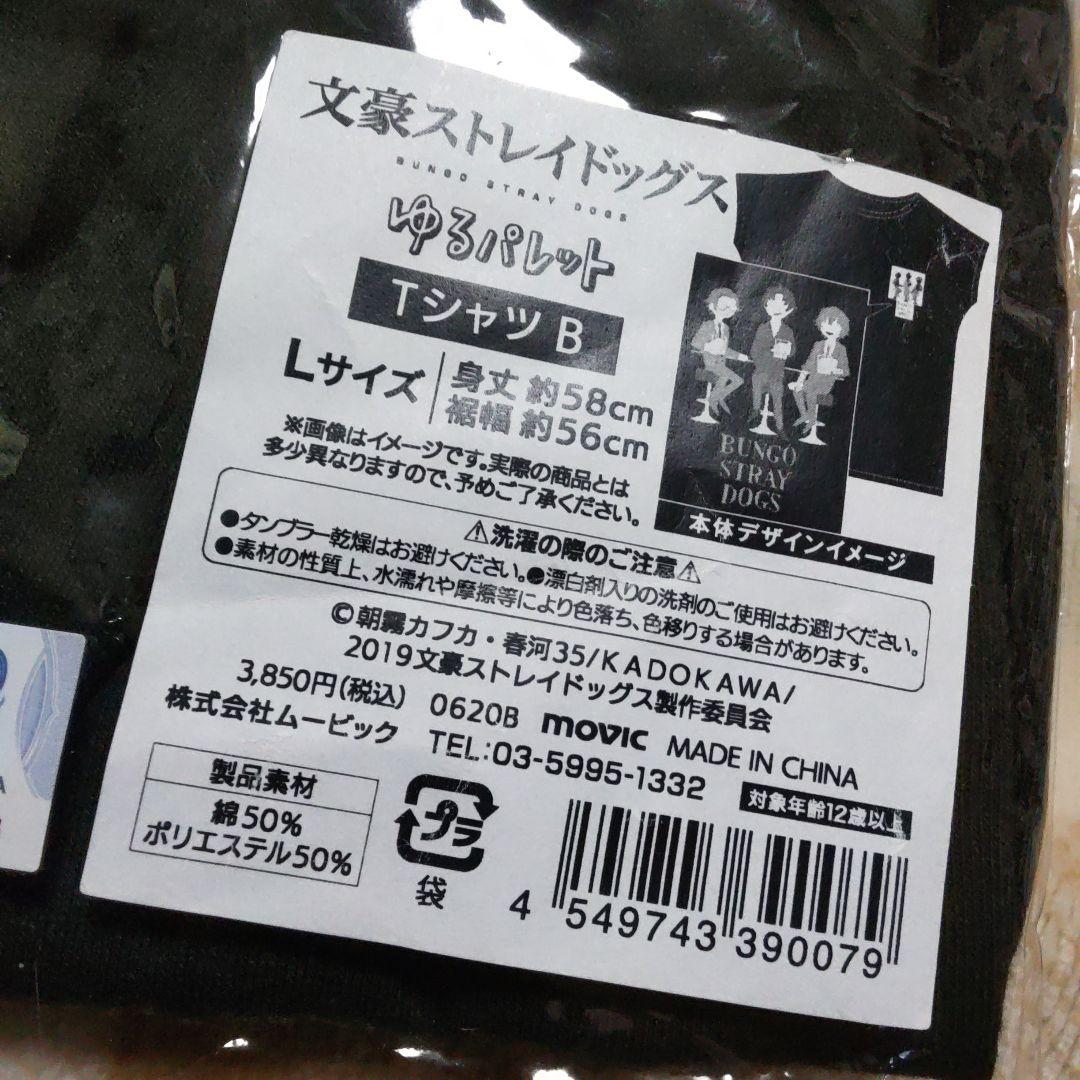 文豪ストレイドッグス
BUNGO STRAY DOGS
ゆるパレット
TシャツB
Lサイズ
身丈 約58cm
裾幅 約56cm
※画像はイメージです。実際の商品とは
多少異なりますので、予めご了承ください。
BUNGO
STRAY
DOGS
本体デザインイメージ
⚠洗濯の際のご注意⚠
●タンブラー乾燥はお避けください。●漂白剤入りの洗剤のご使用はお避けください。
●素材の性質上、水濡れや摩擦等により色落ち、色移りする場合があります。
©朝霧カフカ・春河35/KADOKAWA/
2019文豪ストレイドッグス製作委員会
3,850円(税込) 0620B movic MADE IN CHINA
株式会社ムービック TEL:03-5995-1332
対象年齢12歳以上
製品素材
綿50%
ポリエステル50%
プラ
袋
4 549743 390079